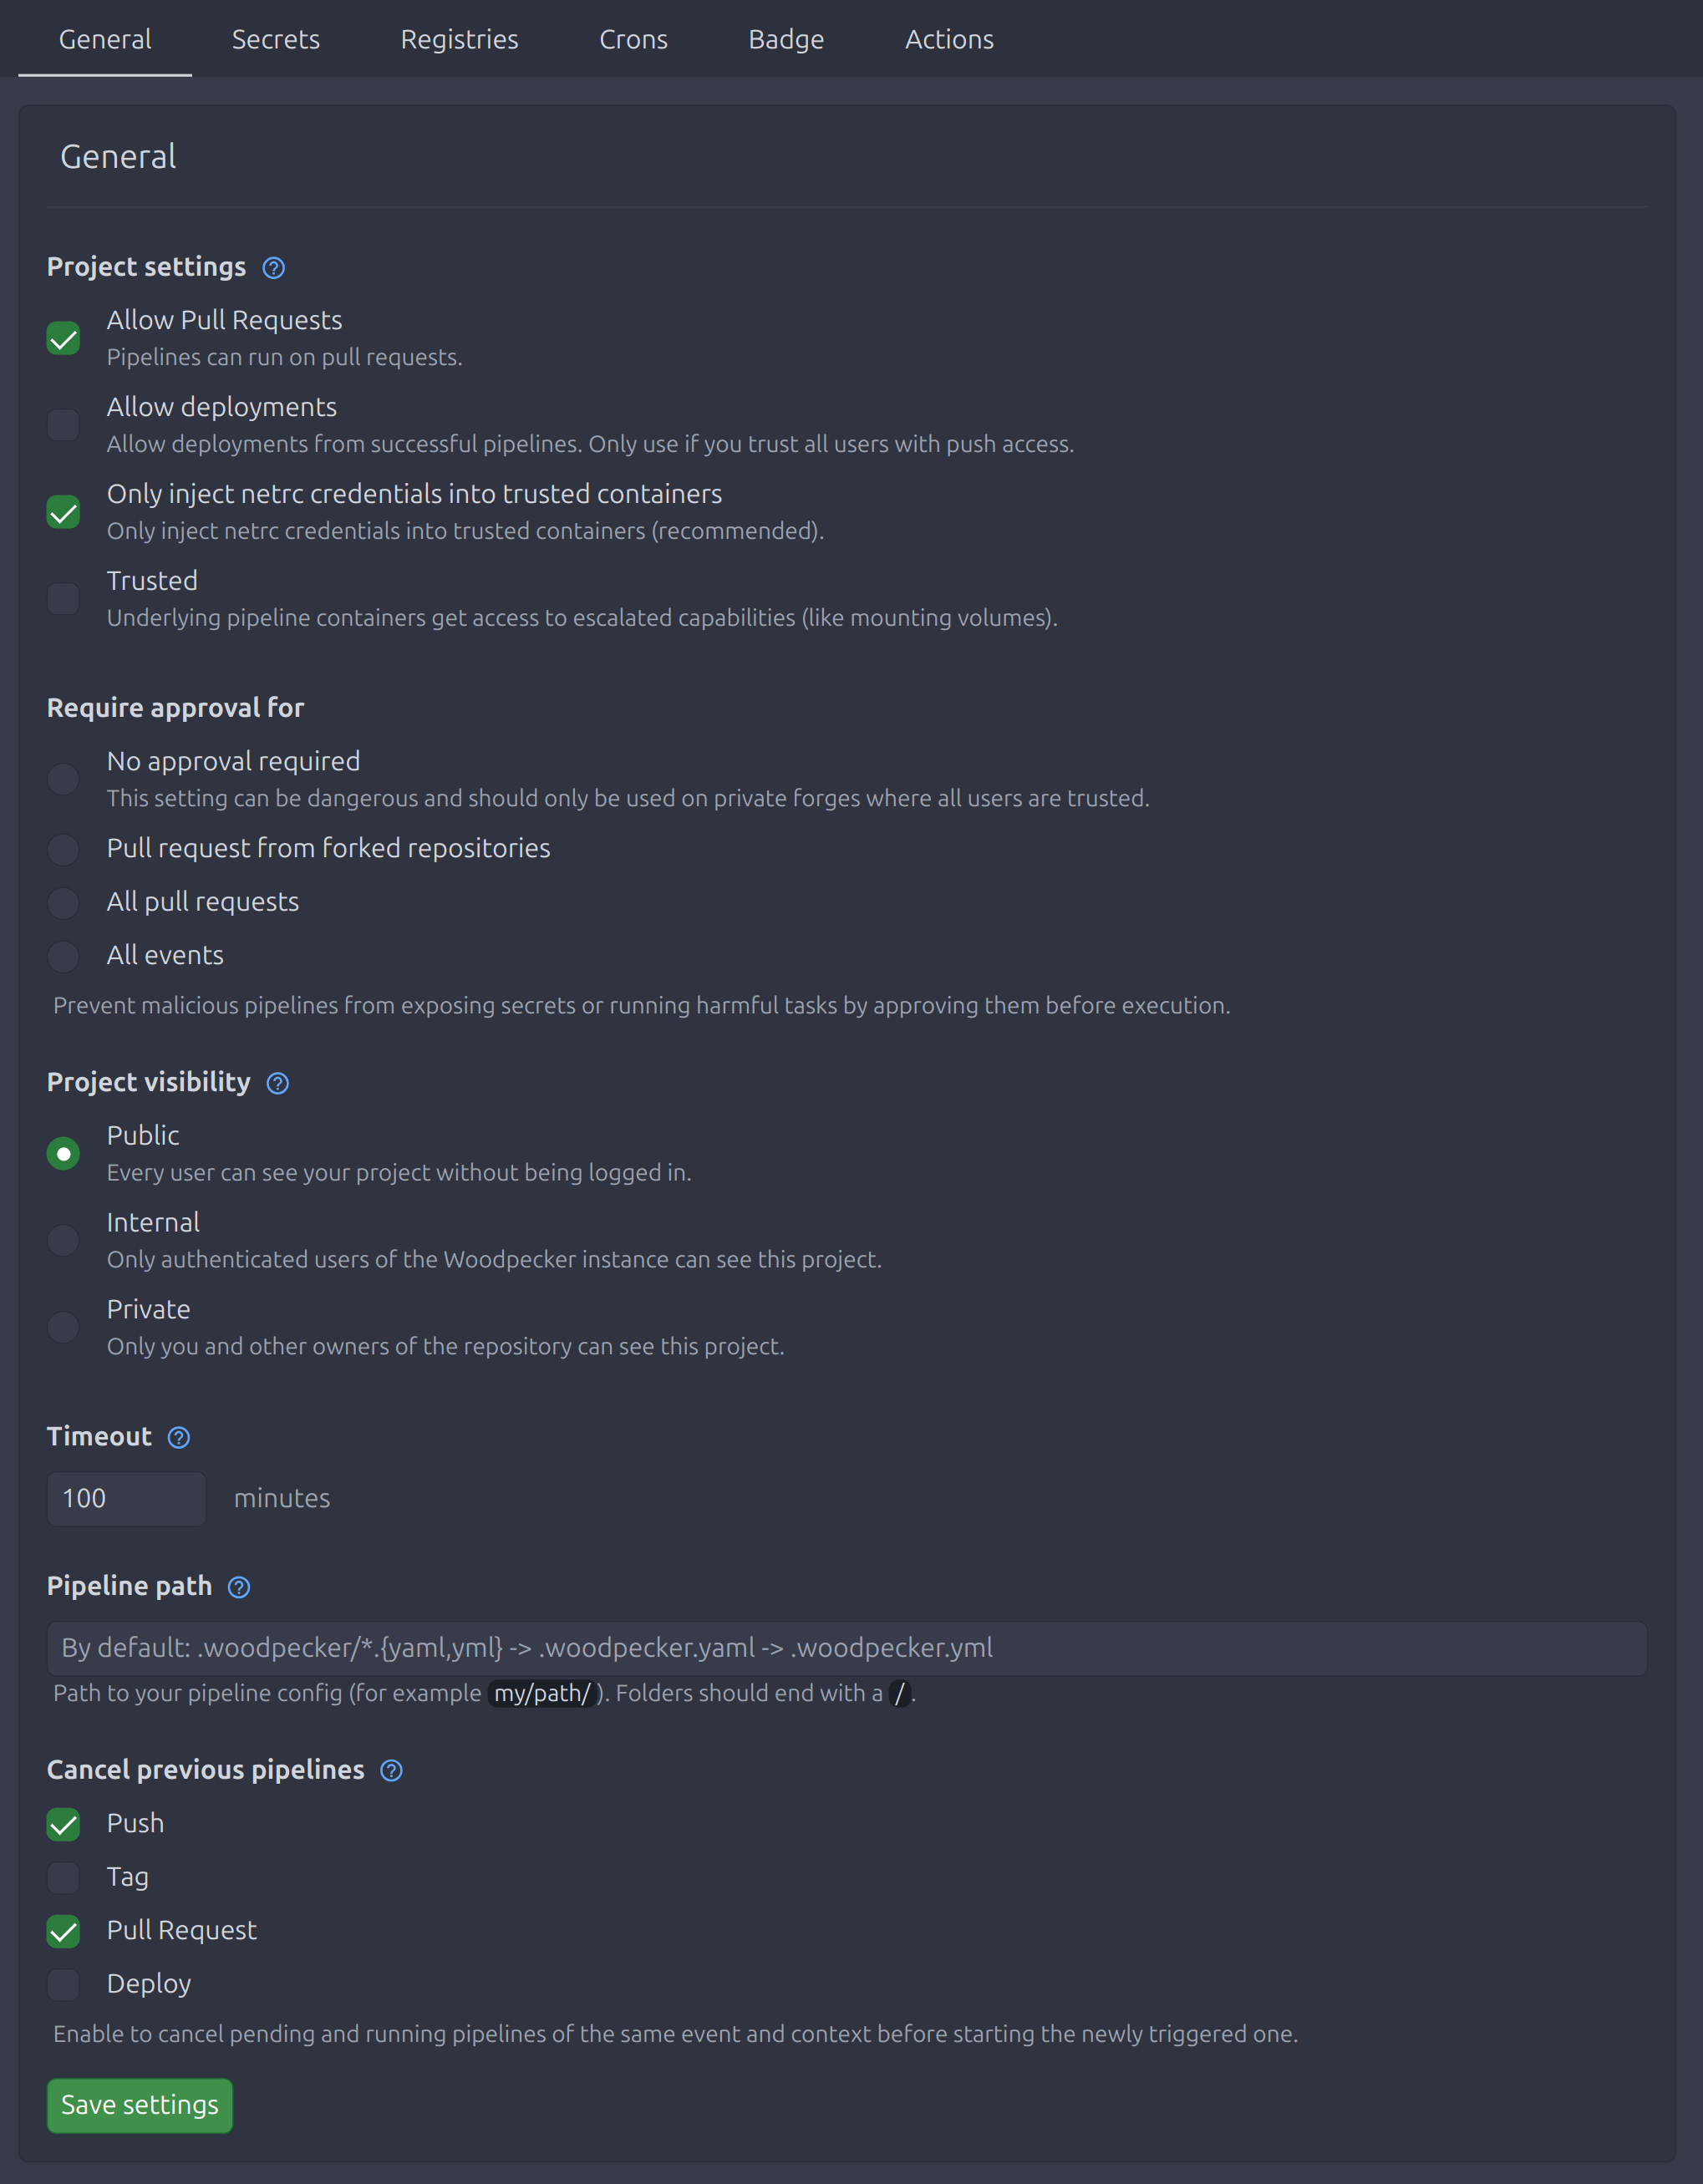 General Secrets Registries Crons Badge Actions
General
Project settings
Allow Pull Requests
Pipelines can run on pull requests.
Allow deployments
Allow deployments from successful pipelines. Only use if you trust all users with push access.
Only inject netrc credentials into trusted containers
Only inject netrc credentials into trusted containers (recommended).
Trusted
Underlying pipeline containers get access to escalated capabilities (like mounting volumes).
Require approval for
No approval required
This setting can be dangerous and should only be used on private forges where all users are trusted.
Pull request from forked repositories
All pull requests
All events
Prevent malicious pipelines from exposing secrets or running harmful tasks by approving them before execution.
Project visibility
Public
Every user can see your project without being logged in.
Internal
Only authenticated users of the Woodpecker instance can see this project.
Private
Only you and other owners of the repository can see this project.
Timeout
100 minutes
Pipeline path
By default: .woodpecker/*.{yaml,yml} -> .woodpecker.yaml -> .woodpecker.yml
Path to your pipeline config (for example my/path/). Folders should end with a /.
Cancel previous pipelines
Push
Tag
Pull Request
Deploy
Enable to cancel pending and running pipelines of the same event and context before starting the newly triggered one.
Save settings